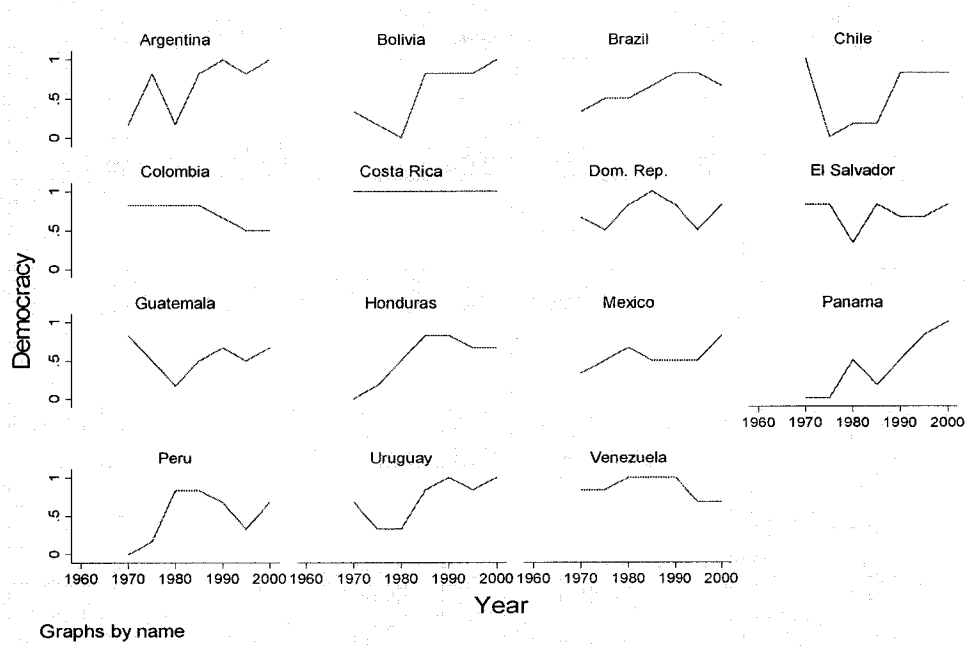 Argentina Bolivia Brazil Chile
0 .5 1
Colombia Costa Rica Dom. Rep. El Salvador
0 .5 1
Democracy
Guatemala Honduras Mexico Panama
0 .5 1
1960 1970 1980 1990 2000
Peru Uruguay Venezuela
0 .5 1
1960 1970 1980 1990 2000 1960 1970 1980 1990 2000 1960 1970 1980 1990 2000
Year
Graphs by name